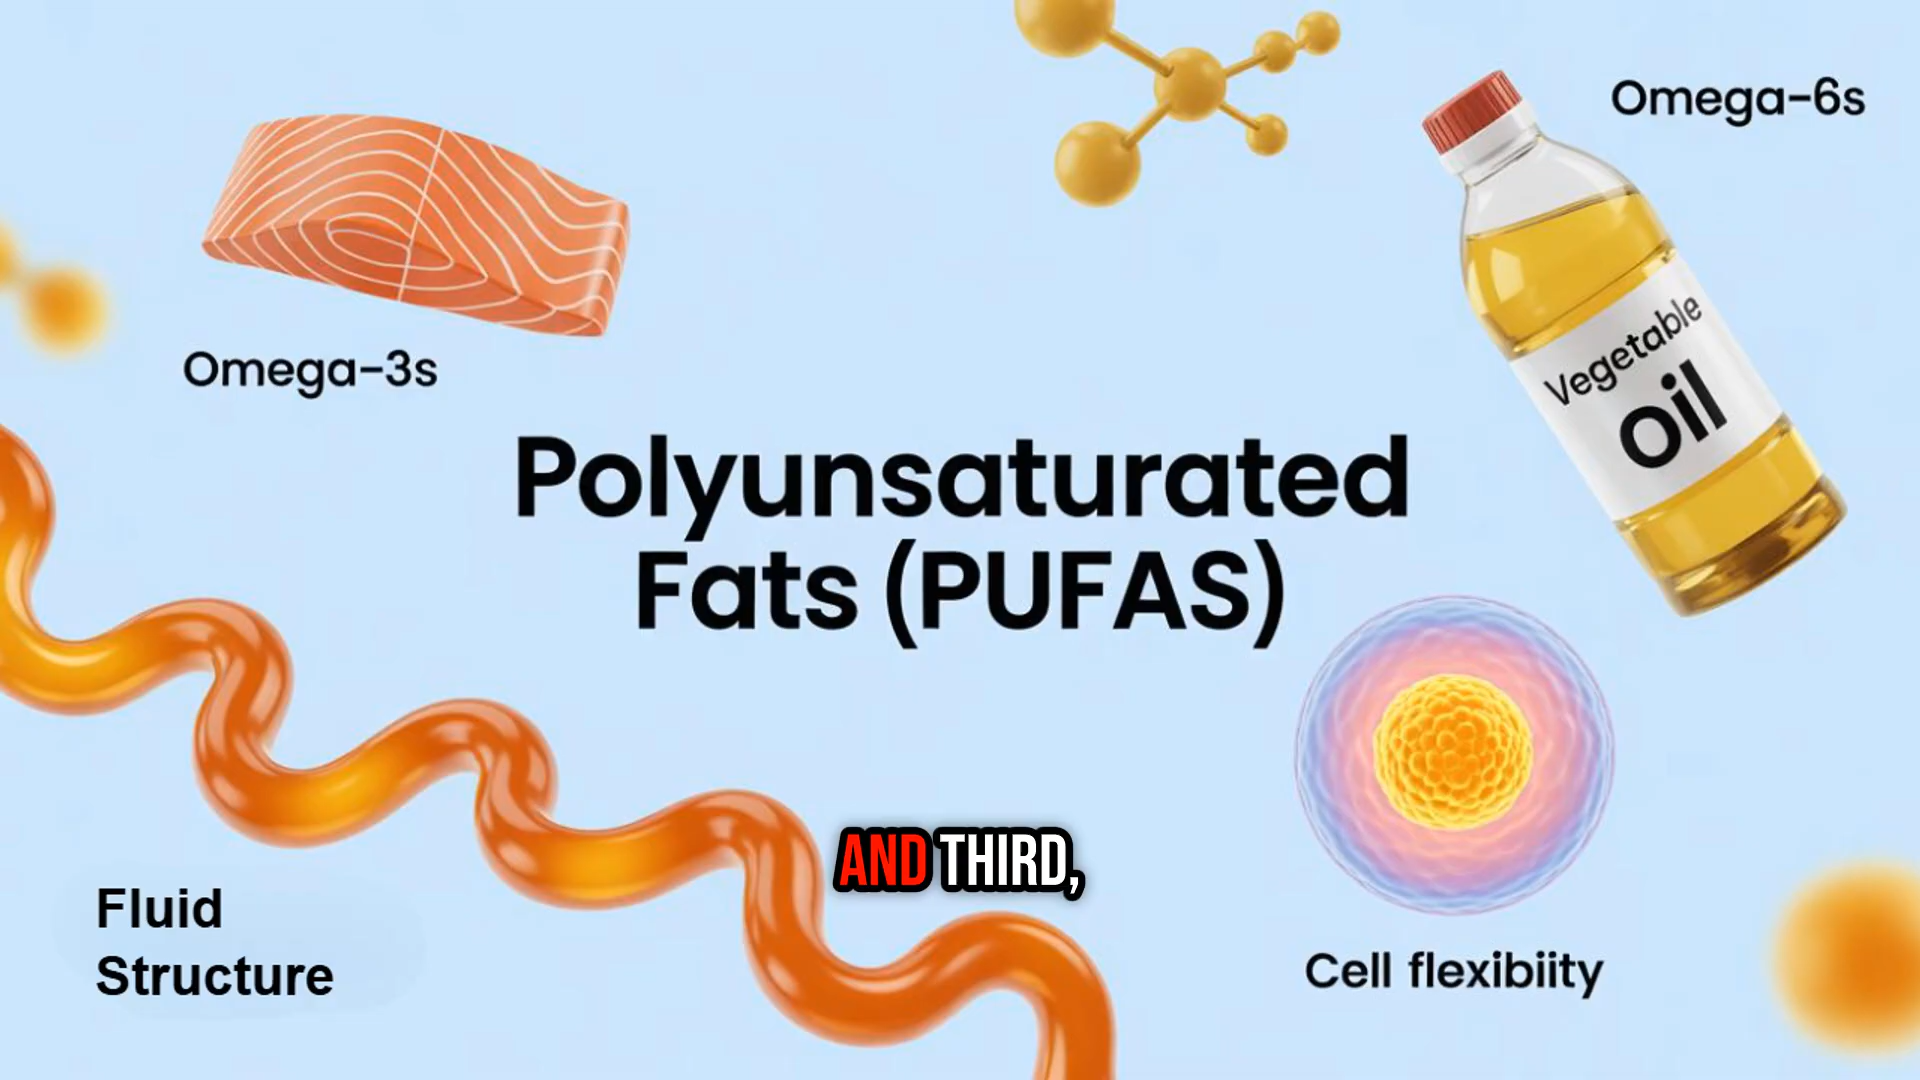 Omega-6s
Omega-3s
Vegetable
Oil
Polyunsaturated
Fats (PUFAS)
AND THIRD,
Fluid
Structure
Cell flexibiity